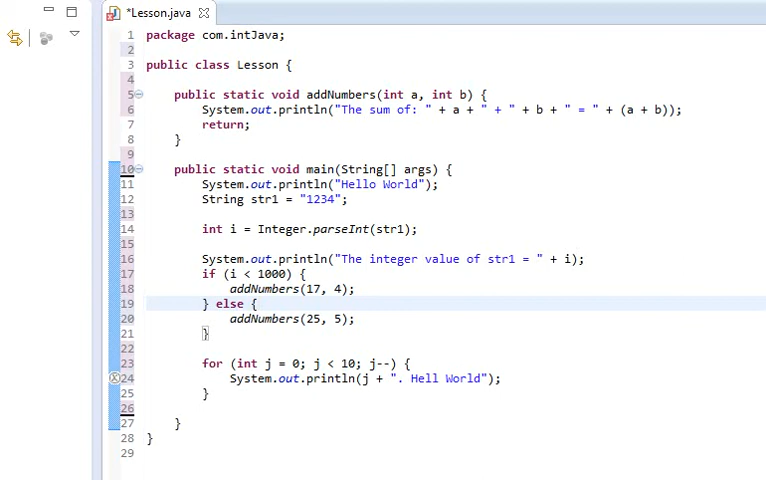 *Lesson.java
1 package com.intJava;
2
3 public class Lesson {
4
5 public static void addNumbers(int a, int b) {
6 System.out.println("The sum of: " + a + " + " + b + " = " + (a + b));
7 return;
8 }
9
10 public static void main(String[] args) {
11 System.out.println("Hello World");
12 String str1 = "1234";
13
14 int i = Integer.parseInt(str1);
15
16 System.out.println("The integer value of str1 = " + i);
17 if (i < 1000) {
18 addNumbers(17, 4);
19 } else {
20 addNumbers(25, 5);
21 }
22
23 for (int j = 0; j < 10; j--) {
24 System.out.println(j + ". Hell World");
25 }
26
27 }
28 }
29